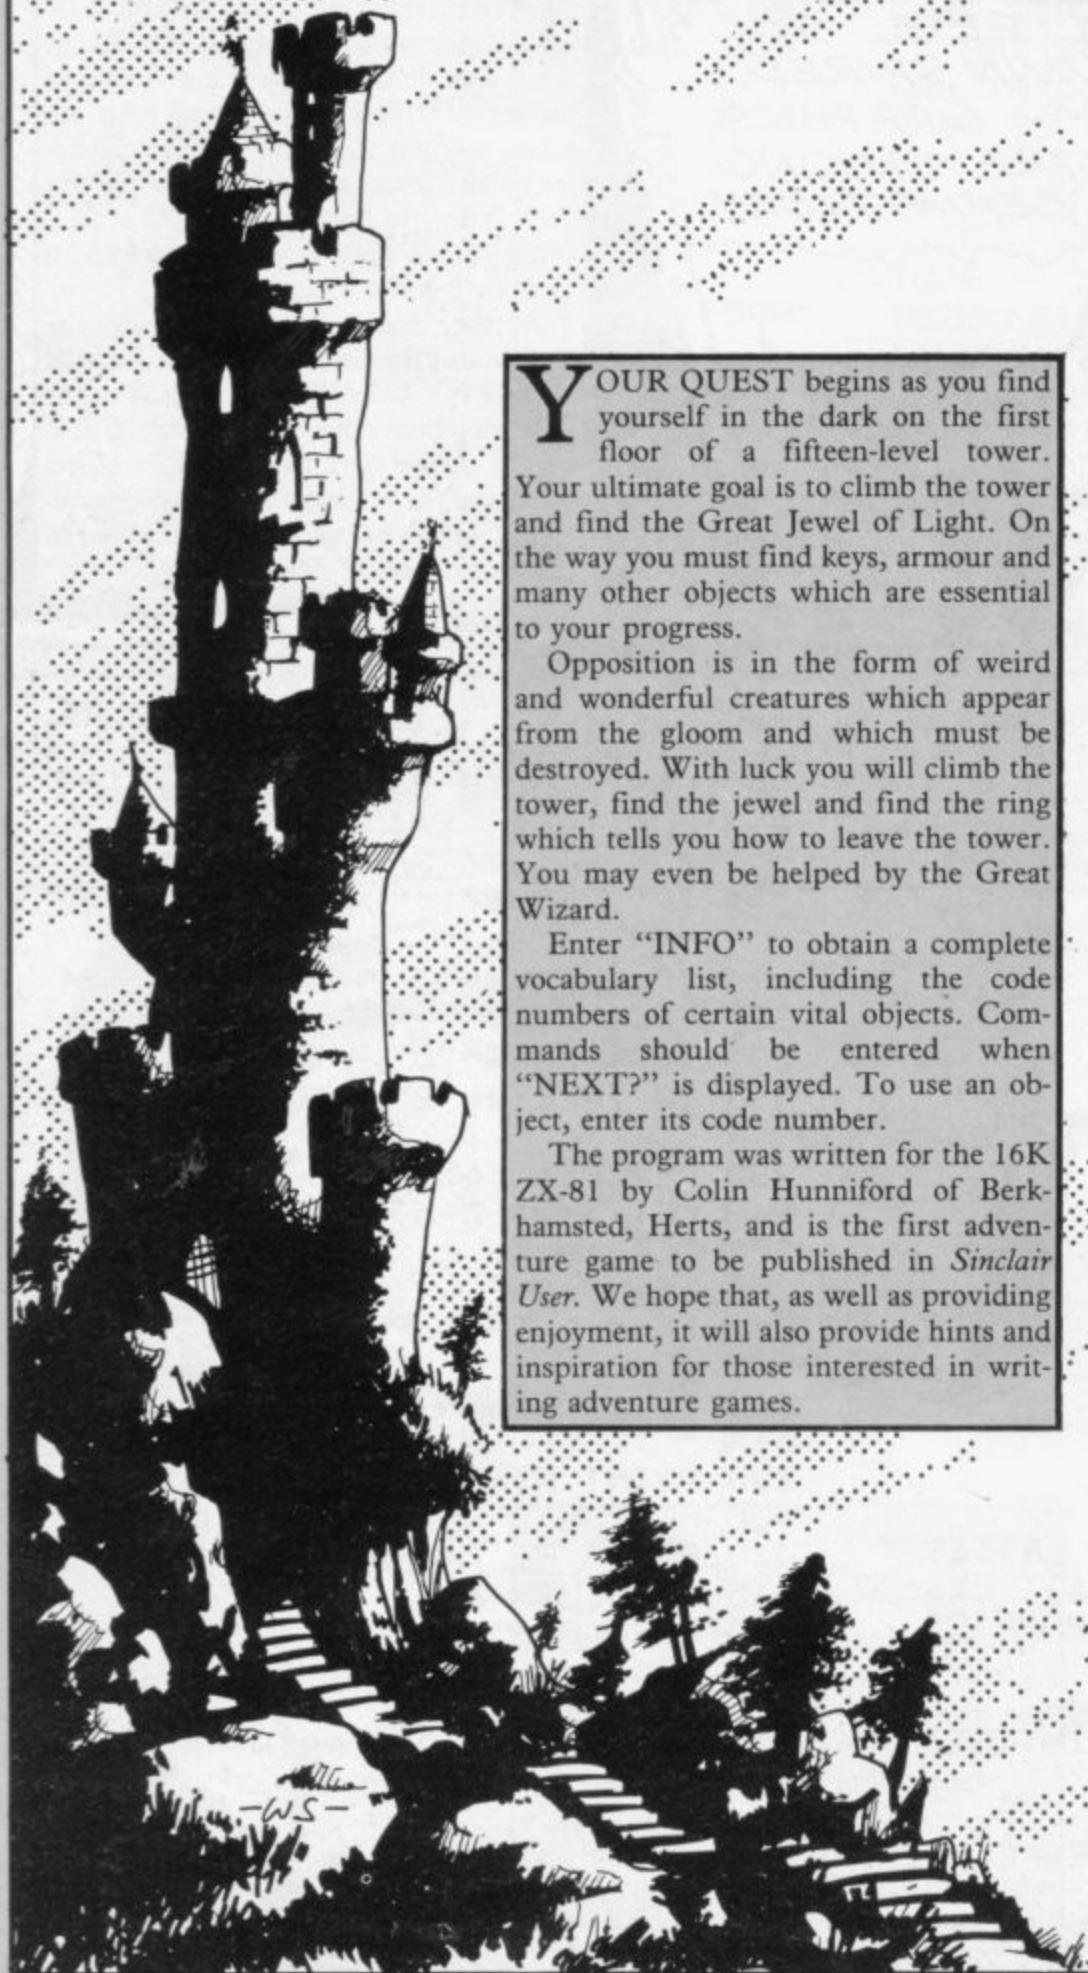 YOUR QUEST begins as you find
yourself in the dark on the first
floor of a fifteen-level tower.
Your ultimate goal is to climb the tower
and find the Great Jewel of Light. On
the way you must find keys, armour and
many other objects which are essential
to your progress.
Opposition is in the form of weird
and wonderful creatures which appear
from the gloom and which must be
destroyed. With luck you will climb the
tower, find the jewel and find the ring
which tells you how to leave the tower.
You may even be helped by the Great
Wizard.
Enter “INFO” to obtain a complete
vocabulary list, including the code
numbers of certain vital objects. Com-
mands should be entered when
“NEXT?” is displayed. To use an ob-
ject, enter its code number.
The program was written for the 16K
ZX-81 by Colin Hunniford of Berk-
hamsted, Herts, and is the first adven-
ture game to be published in Sinclair
User. We hope that, as well as providing
enjoyment, it will also provide hints and
inspiration for those interested in writ-
ing adventure games.
-WS-